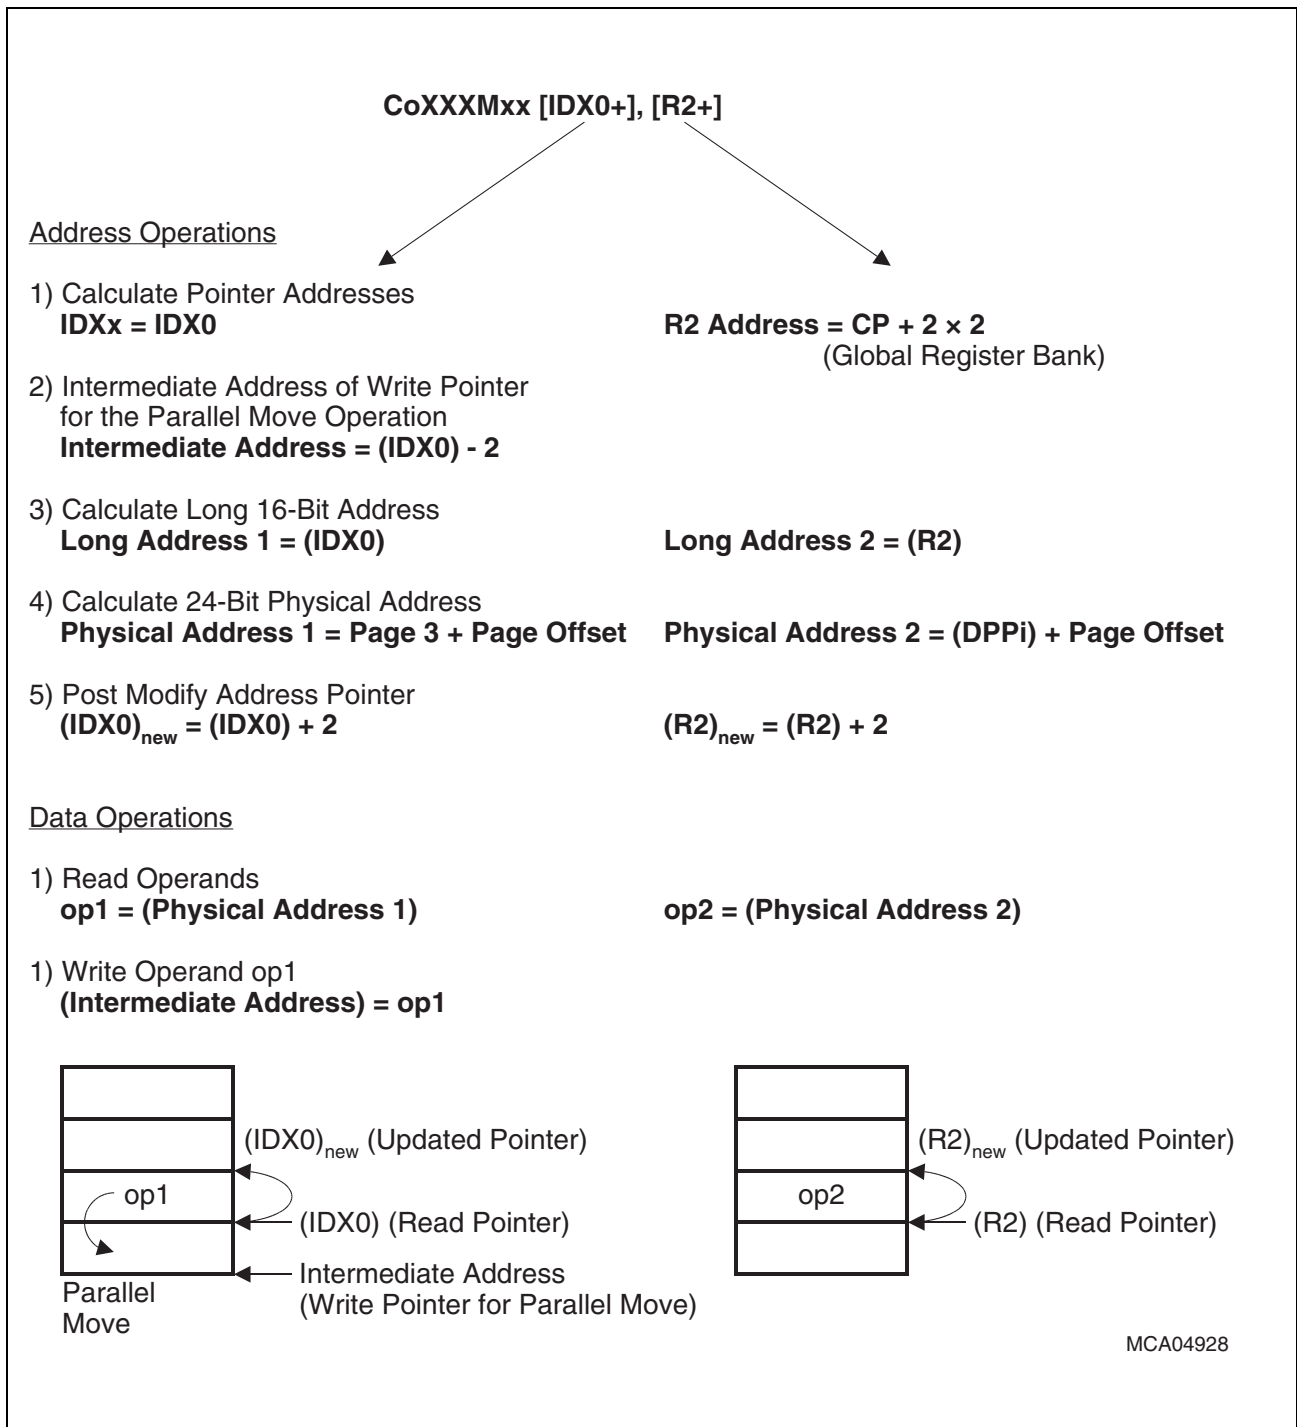 CoXXXMxx [IDX0+], [R2+]
Address Operations
1) Calculate Pointer Addresses
IDXx = IDX0
R2 Address = CP + 2 × 2
(Global Register Bank)
2) Intermediate Address of Write Pointer
for the Parallel Move Operation
Intermediate Address = (IDX0) - 2
3) Calculate Long 16-Bit Address
Long Address 1 = (IDX0)
Long Address 2 = (R2)
4) Calculate 24-Bit Physical Address
Physical Address 1 = Page 3 + Page Offset
Physical Address 2 = (DPPi) + Page Offset
5) Post Modify Address Pointer
(IDX0)new = (IDX0) + 2
(R2)new = (R2) + 2
Data Operations
1) Read Operands
op1 = (Physical Address 1)
op2 = (Physical Address 2)
1) Write Operand op1
(Intermediate Address) = op1
(IDX0)new (Updated Pointer)
op1
(IDX0) (Read Pointer)
Intermediate Address
(Write Pointer for Parallel Move)
Parallel
Move
(R2)new (Updated Pointer)
op2
(R2) (Read Pointer)
MCA04928